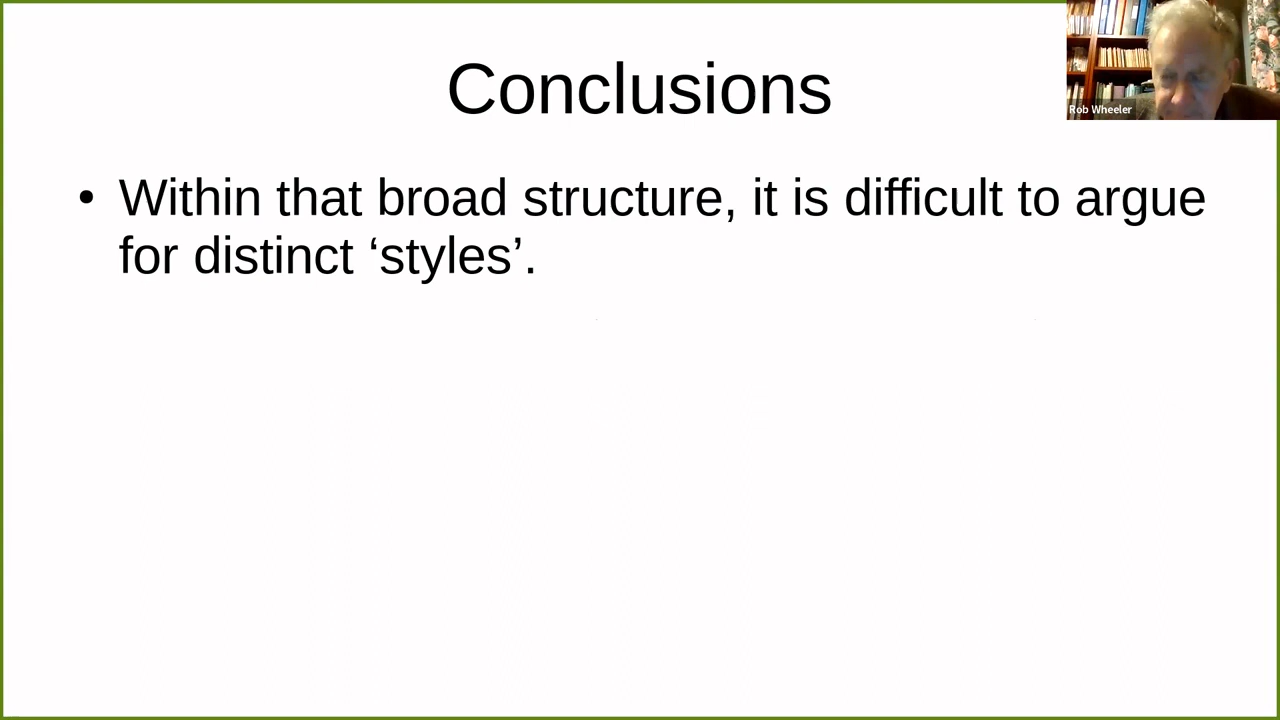 Conclusions
Rob Wheeler
• Within that broad structure, it is difficult to argue
for distinct ‘styles’.